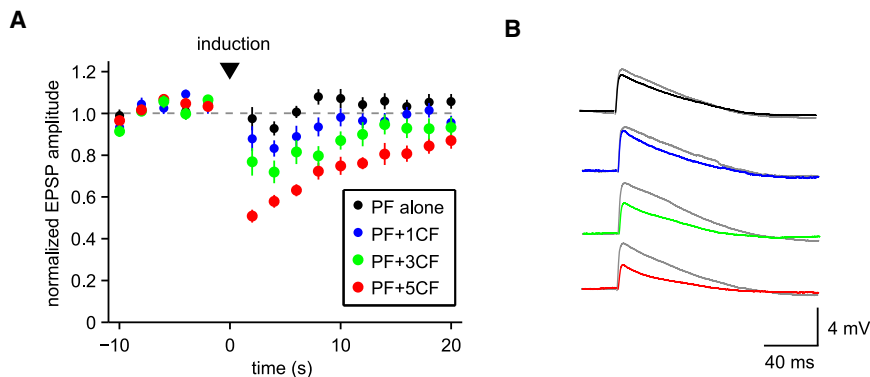 A
B
induction
normalized EPSP amplitude
1.2
1.0
0.8
0.6
0.4
0.2
0
PF alone
PF+1CF
PF+3CF
PF+5CF
−10
0
10
20
time (s)
4 mV
40 ms